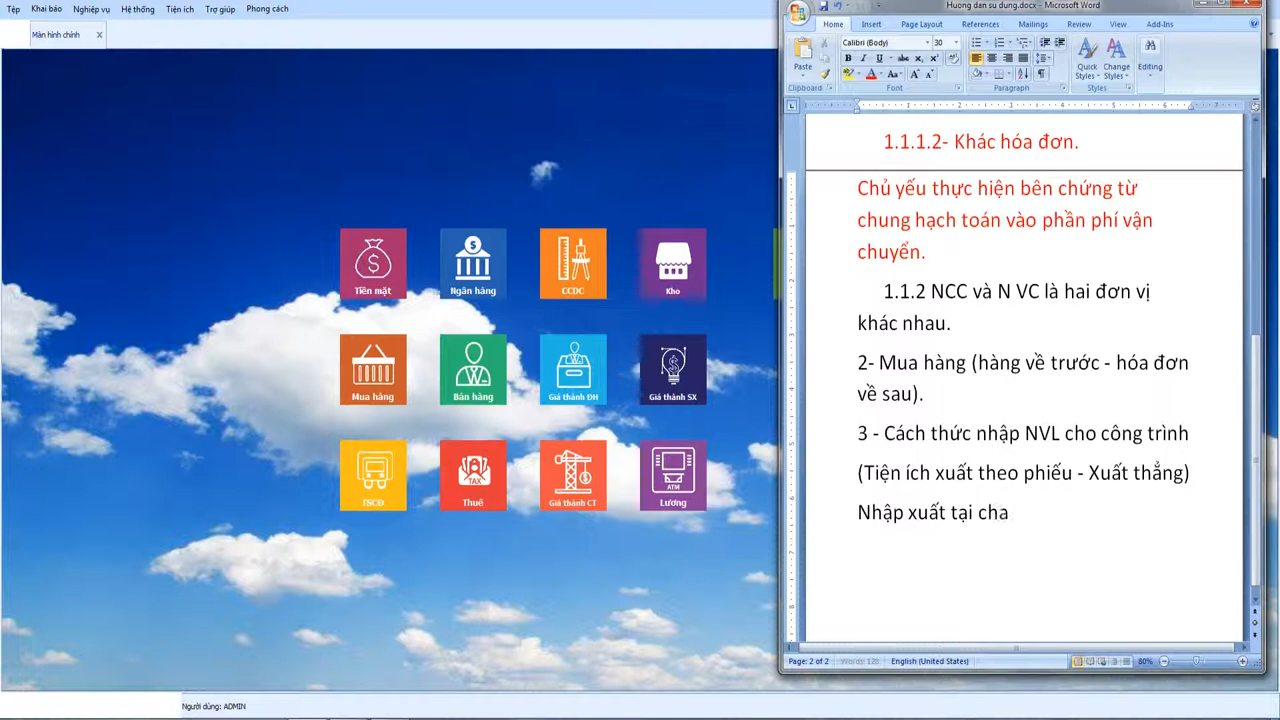 Tệp Khai báo Nghiệp vụ Hệ thống Tiện ích Trợ giúp Phong cách
Màn hình chính x
Tiền mặt Ngân hàng CCDC Kho
Mua hàng Bán hàng Giá thành ĐH Giá thành SX
TAX ATM
TSCĐ Thuế Giá thành CT Lương
Người dùng: ADMIN
Huong dan su dung.docx - Microsoft Word
Home Insert Page Layout References Mailings Review View Add-Ins
Paste
Calibri (Body) 30
Quick Styles
Change Styles
Editing
Clipboard Font Paragraph Styles
1.1.1.2- Khác hóa đơn.
Chủ yếu thực hiện bên chứng từ
chung hạch toán vào phần phí vận
chuyển.
1.1.2 NCC và N VC là hai đơn vị
khác nhau.
2- Mua hàng (hàng về trước - hóa đơn
về sau).
3 - Cách thức nhập NVL cho công trình
(Tiện ích xuất theo phiếu - Xuất thẳng)
Nhập xuất tại cha
Page: 2 of 2 Words: 128 English (United States) 80%